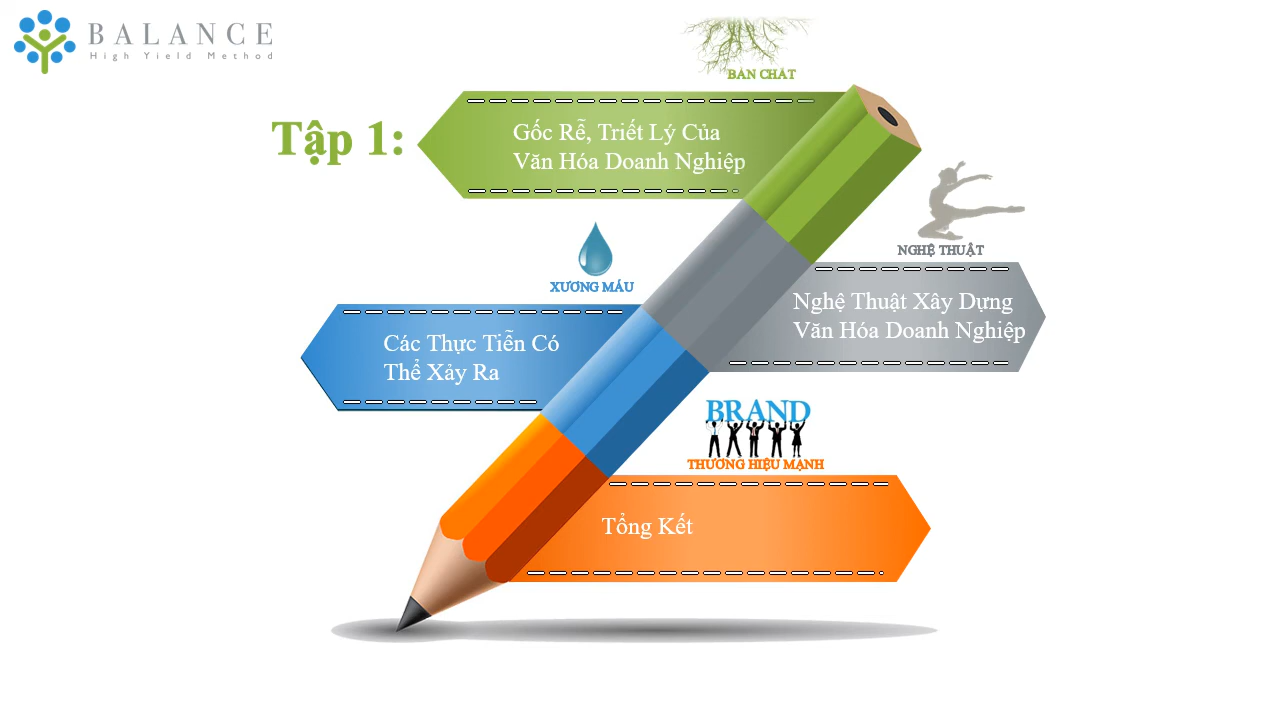 BALANCE
High Yield Method
BẢN CHẤT
Tập 1:
Gốc Rễ, Triết Lý Của
Văn Hóa Doanh Nghiệp
NGHỆ THUẬT
Nghệ Thuật Xây Dựng
Văn Hóa Doanh Nghiệp
XƯƠNG MÁU
Các Thực Tiễn Có
Thể Xảy Ra
BRAND
THƯƠNG HIỆU MẠNH
Tổng Kết